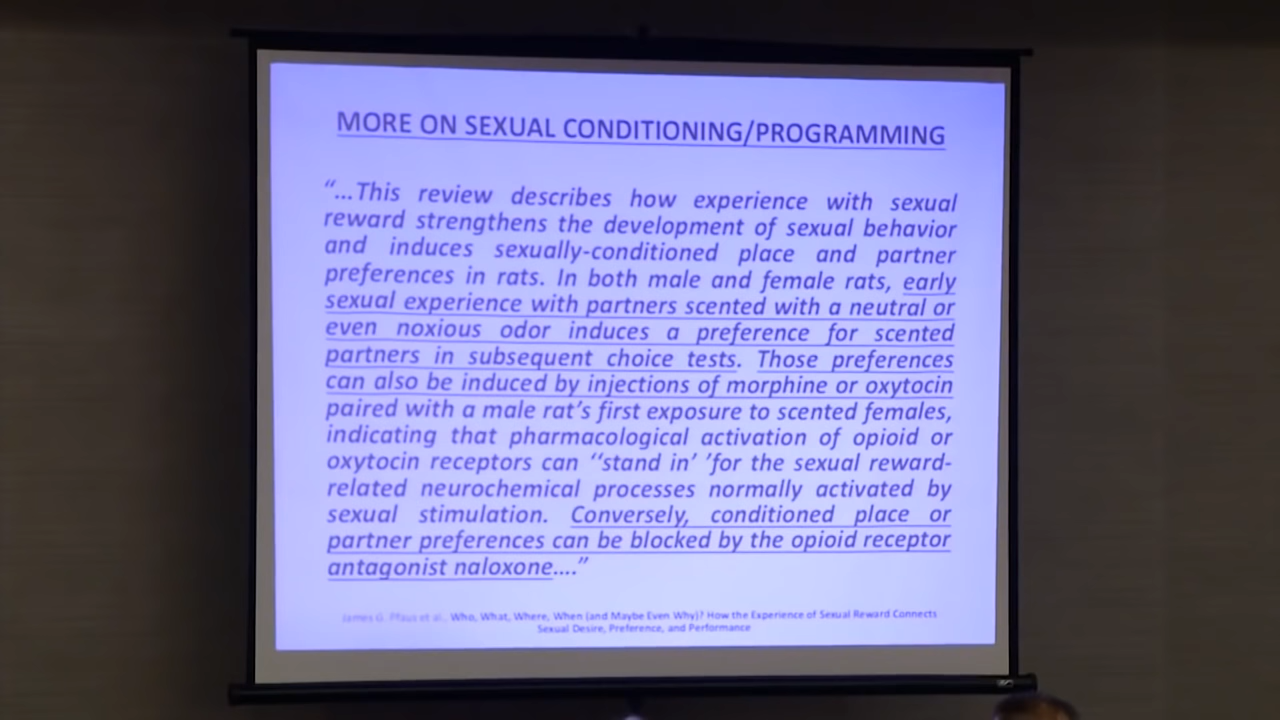 MORE ON SEXUAL CONDITIONING/PROGRAMMING
“...This review describes how experience with sexual
reward strengthens the development of sexual behavior
and induces sexually-conditioned place and partner
preferences in rats. In both male and female rats, early
sexual experience with partners scented with a neutral or
even noxious odor induces a preference for scented
partners in subsequent choice tests. Those preferences
can also be induced by injections of morphine or oxytocin
paired with a male rat’s first exposure to scented females,
indicating that pharmacological activation of opioid or
oxytocin receptors can ‘‘stand in’ ’for the sexual reward-
related neurochemical processes normally activated by
sexual stimulation. Conversely, conditioned place or
partner preferences can be blocked by the opioid receptor
antagonist naloxone....”
James G. Pfaus et al., Who, What, Where, When (and Maybe Even Why)? How the Experience of Sexual Reward Connects
Sexual Desire, Preference, and Performance